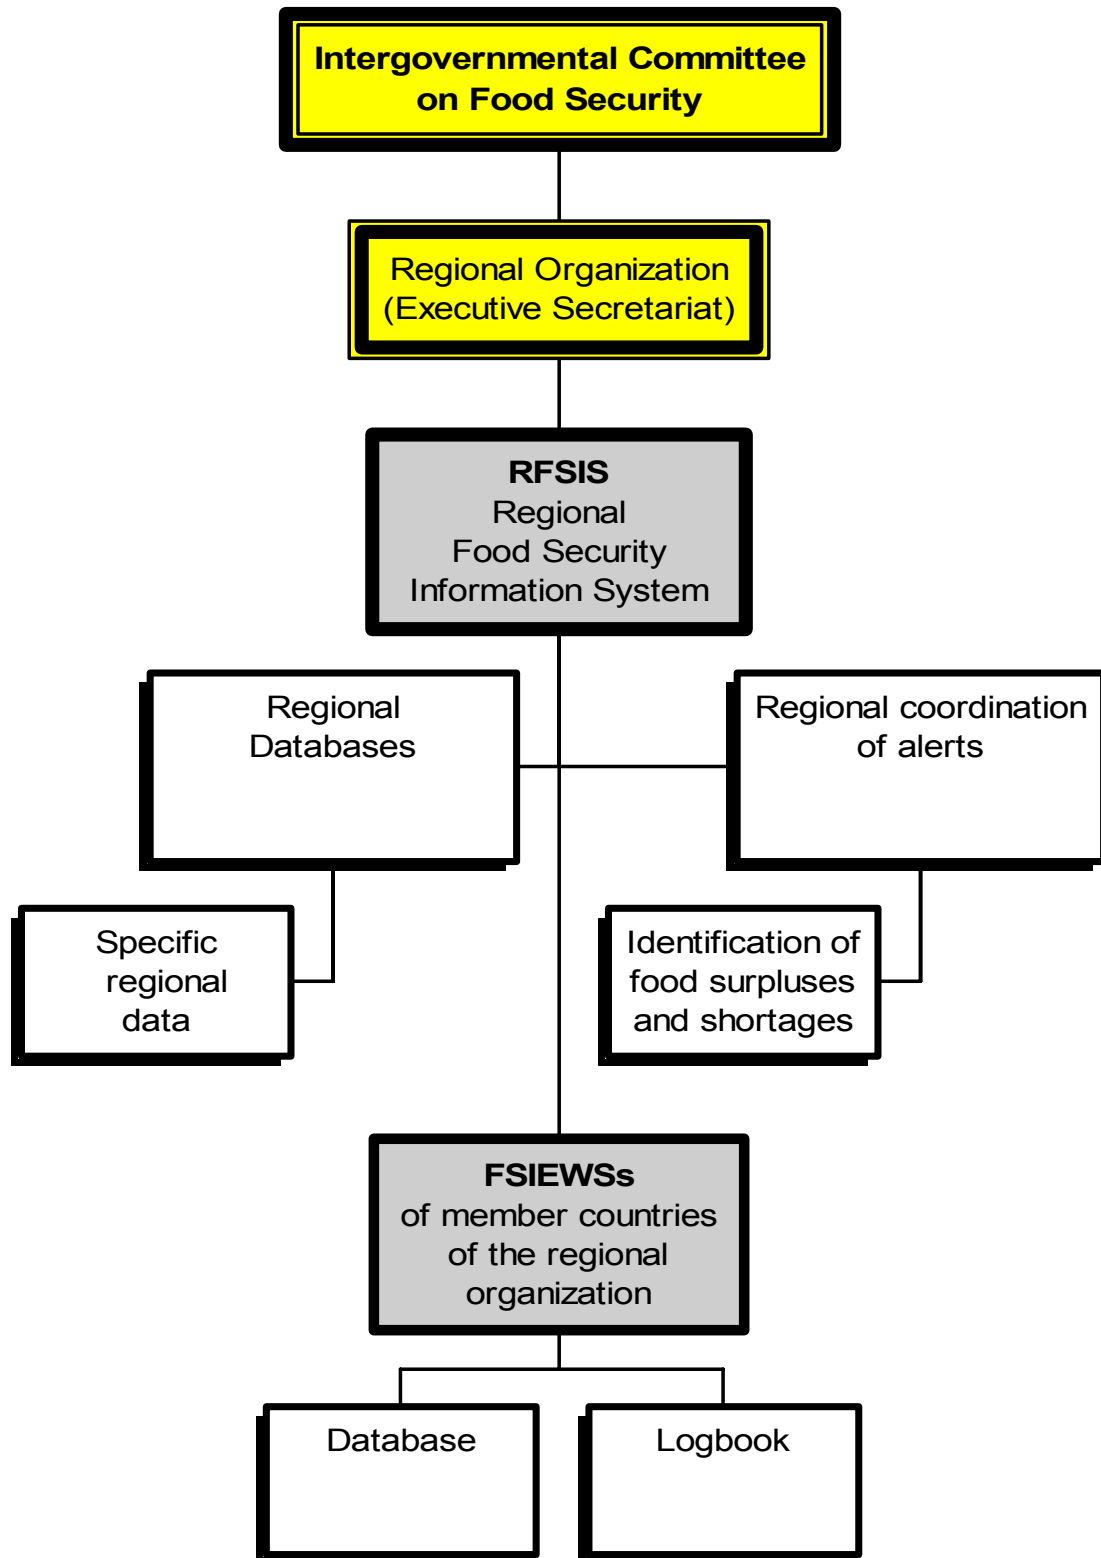 Intergovernmental Committee
on Food Security
Regional Organization
(Executive Secretariat)
RFSIS
Regional
Food Security
Information System
Regional
Databases
Regional coordination
of alerts
Specific
regional
data
Identification of
food surpluses
and shortages
FSIEWSs
of member countries
of the regional
organization
Database
Logbook